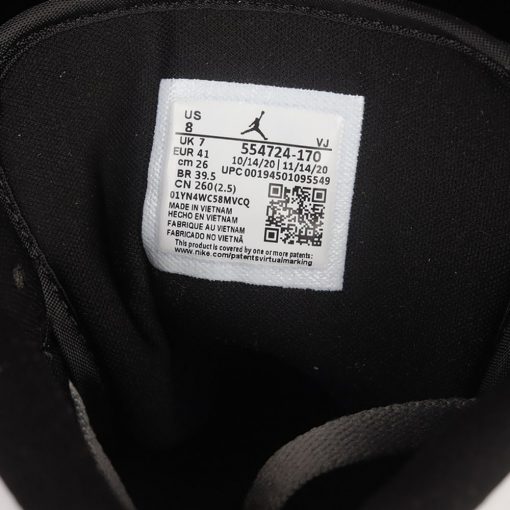 US
8
VJ
UK 7
554724-170
EUR 41
10/14/20 | 11/14/20
cm 26
UPC 00194501095549
BR 39.5
CN 260(2.5)
01YN4WC58MVCQ
MADE IN VIETNAM
HECHO EN VIETNAM
FABRIQUE AU VIETNAM
FABRICADO NO VIETNÃ
This product is covered by one or more patents:
www.nike.com/patentsvirtualmarking